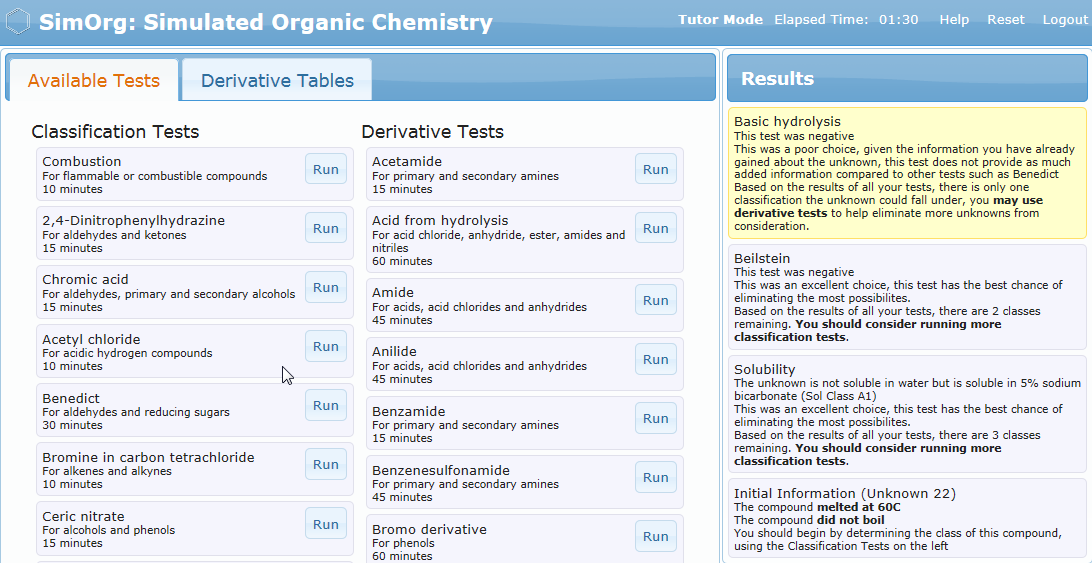 SimOrg: Simulated Organic Chemistry
Tutor Mode Elapsed Time: 01:30 Help Reset Logout
Available Tests
Derivative Tables
Classification Tests
Combustion
For flammable or combustible compounds
10 minutes
Run
2,4-Dinitrophenylhydrazine
For aldehydes and ketones
15 minutes
Run
Chromic acid
For aldehydes, primary and secondary alcohols
15 minutes
Run
Acetyl chloride
For acidic hydrogen compounds
10 minutes
Run
Benedict
For aldehydes and reducing sugars
30 minutes
Run
Bromine in carbon tetrachloride
For alkenes and alkynes
10 minutes
Run
Ceric nitrate
For alcohols and phenols
15 minutes
Run
Derivative Tests
Acetamide
For primary and secondary amines
15 minutes
Run
Acid from hydrolysis
For acid chloride, anhydride, ester, amides and
nitriles
60 minutes
Run
Amide
For acids, acid chlorides and anhydrides
45 minutes
Run
Anilide
For acids, acid chlorides and anhydrides
45 minutes
Run
Benzamide
For primary and secondary amines
15 minutes
Run
Benzenesulfonamide
For primary and secondary amines
45 minutes
Run
Bromo derivative
For phenols
60 minutes
Run
Results
Basic hydrolysis
This test was negative
This was a poor choice, given the information you have already
gained about the unknown, this test does not provide as much
added information compared to other tests such as Benedict
Based on the results of all your tests, there is only one
classification the unknown could fall under, you may use
derivative tests to help eliminate more unknowns from
consideration.
Beilstein
This test was negative
This was an excellent choice, this test has the best chance of
eliminating the most possibilites.
Based on the results of all your tests, there are 2 classes
remaining. You should consider running more
classification tests.
Solubility
The unknown is not soluble in water but is soluble in 5% sodium
bicarbonate (Sol Class A1)
This was an excellent choice, this test has the best chance of
eliminating the most possibilites.
Based on the results of all your tests, there are 3 classes
remaining. You should consider running more
classification tests.
Initial Information (Unknown 22)
The compound melted at 60C
The compound did not boil
You should begin by determining the class of this compound,
using the Classification Tests on the left